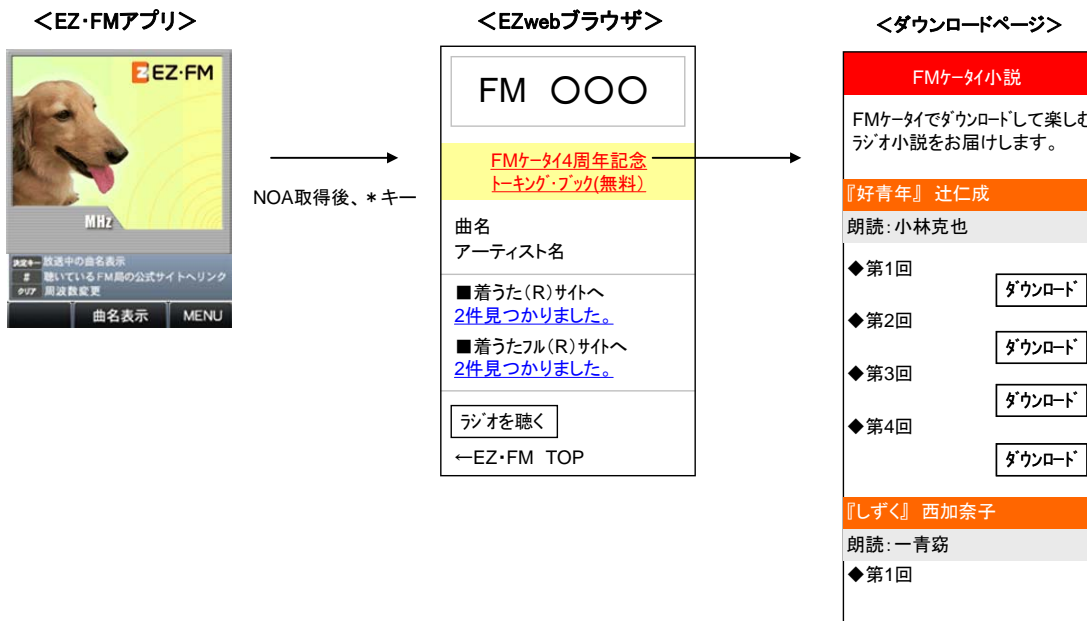 ＜EZ･FMアプリ＞
EZ･FM
MHz
決定キー 放送中の曲名表示
# 聴いているFM局の公式サイトへリンク
クリア 周波数変更
曲名表示 MENU
NOA取得後、＊キー
＜EZwebブラウザ＞
FM ○○○
FMｹｰﾀｲ4周年記念
ﾄｰｷﾝｸﾞ･ﾌﾞｯｸ(無料)
曲名
アーティスト名
■着うた(R)ｻｲﾄへ
2件見つかりました。
■着うたﾌﾙ(R)ｻｲﾄへ
2件見つかりました。
ﾗｼﾞｵを聴く
←EZ･FM TOP
＜ダウンロードページ＞
FMｹｰﾀｲ小説
FMｹｰﾀｲでﾀﾞｳﾝﾛｰﾄﾞして楽しむ
ﾗｼﾞｵ小説をお届けします。
『好青年』 辻仁成
朗読：小林克也
◆第1回
ﾀﾞｳﾝﾛｰﾄﾞ
◆第2回
ﾀﾞｳﾝﾛｰﾄﾞ
◆第3回
ﾀﾞｳﾝﾛｰﾄﾞ
◆第4回
ﾀﾞｳﾝﾛｰﾄﾞ
『しずく』 西加奈子
朗読：一青窈
◆第1回